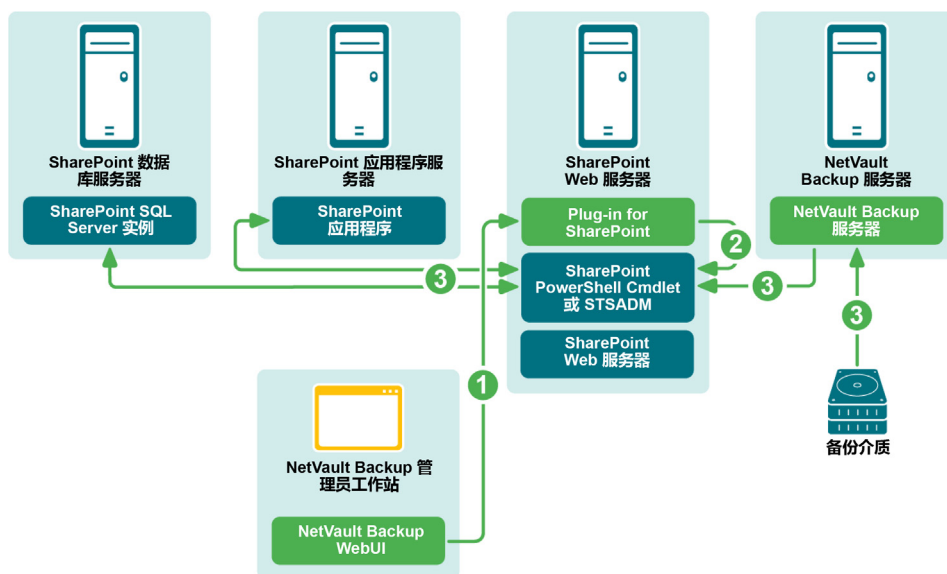 SharePoint 数据
库服务器
SharePoint SQL
Server 实例
SharePoint 应用程序服
务器
SharePoint
应用程序
SharePoint
Web 服务器
Plug-in for
SharePoint
SharePoint
PowerShell Cmdlet
或 STSADM
SharePoint
Web 服务器
NetVault
Backup 服务器
NetVault Backup
服务器
2
3
3
3
1
备份介质
NetVault Backup 管
理员工作站
NetVault Backup
WebUI